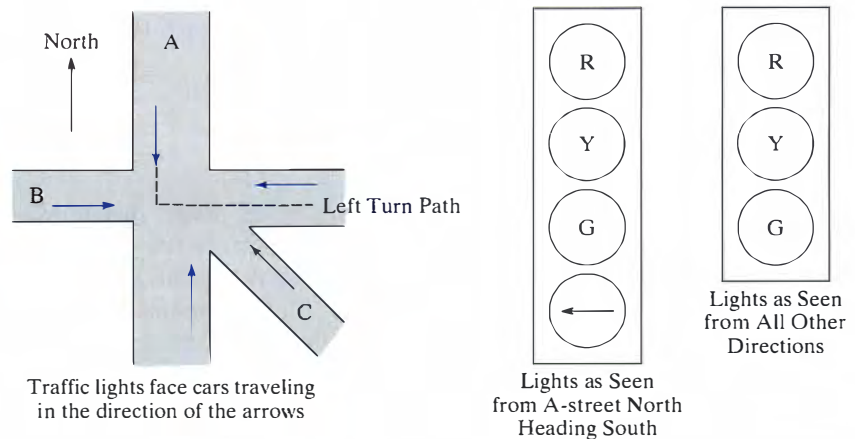 North
A
B
Left Turn Path
C
Traffic lights face cars traveling
in the direction of the arrows
R
Y
G
Lights as Seen
from A-street North
Heading South
R
Y
G
Lights as Seen
from All Other
Directions